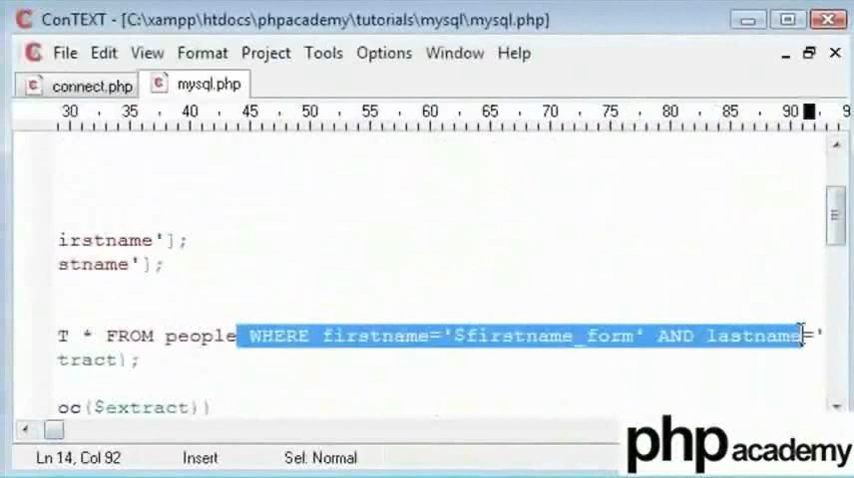 ConTEXT - [C:\xampp\htdocs\phpacademy\tutorials\mysql\mysql.php]
File Edit View Format Project Tools Options Window Help
connect.php mysql.php
30 35 40 45 50 55 60 65 70 75 80 85 90 9
irstname'];
stname'];
T * FROM people WHERE firstname='$firstname_form' AND lastname='
tract);
oc($extract))
Ln 14, Col 92 Insert Sel: Normal
php academy